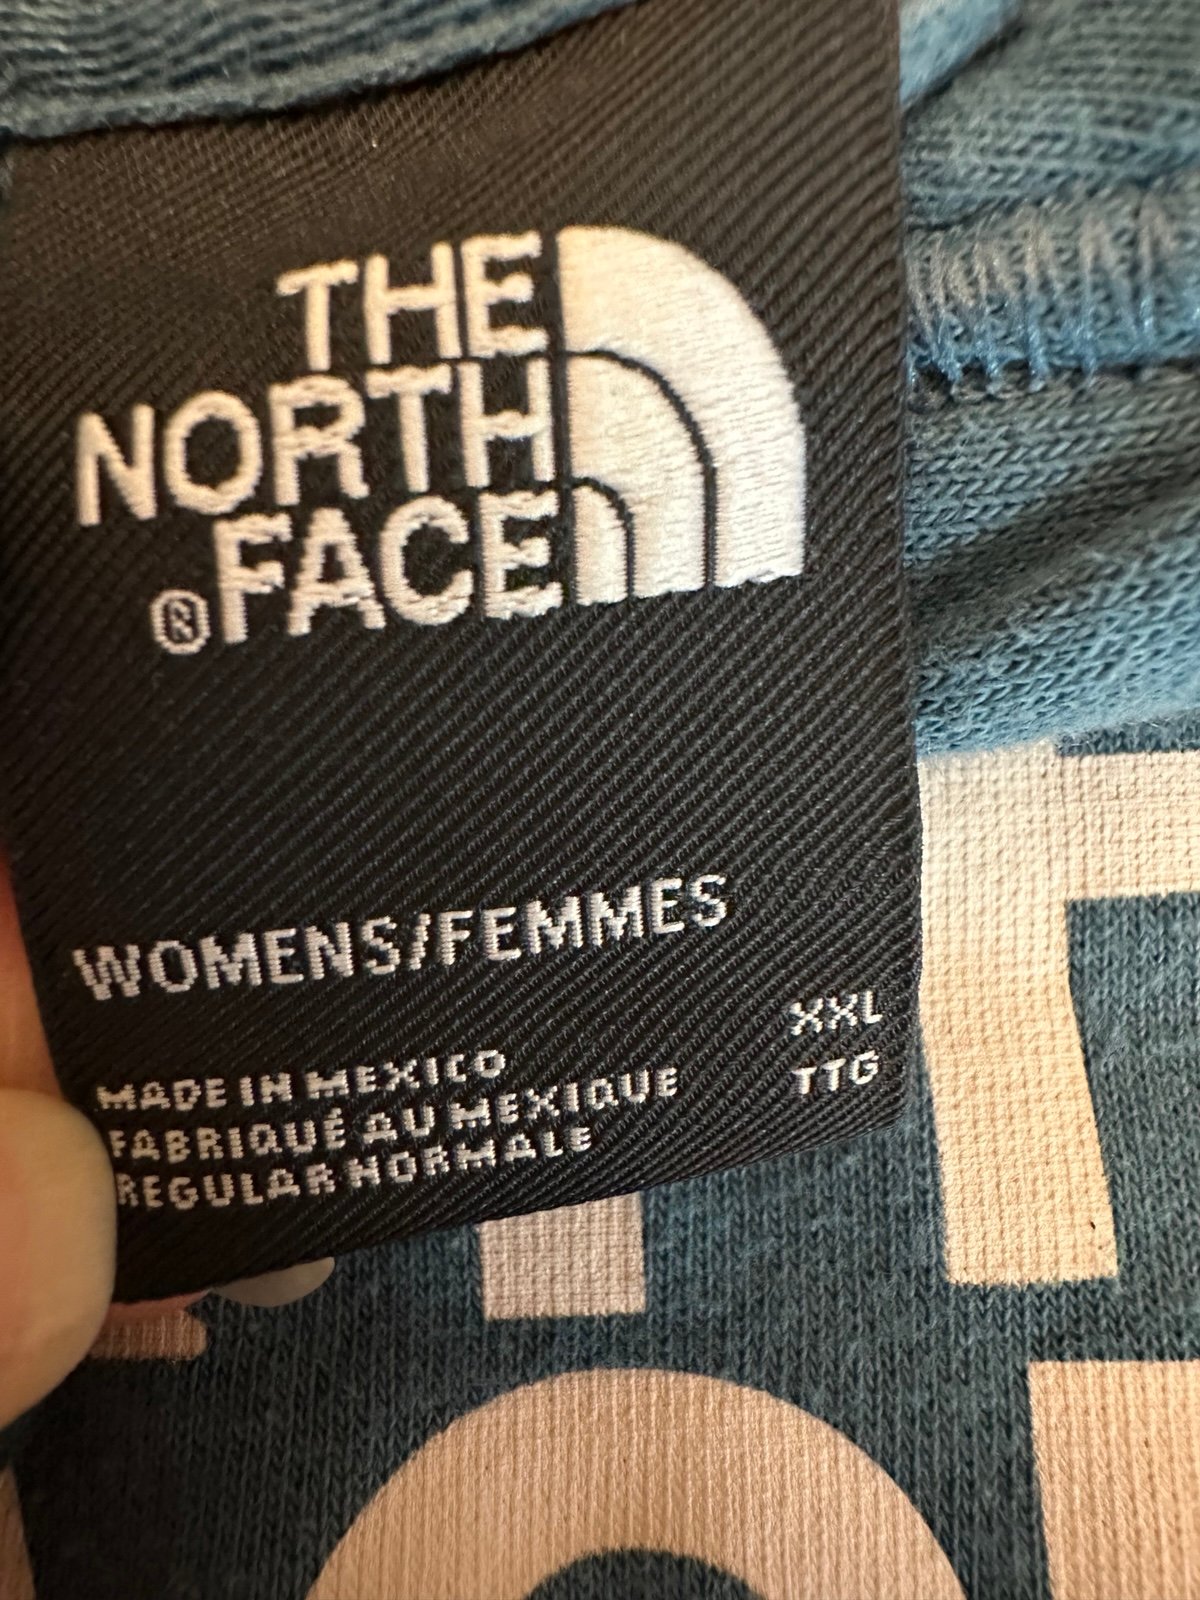 THE
NORTH
®FACE
WOMENS/FEMMES
XXL
TTG
MADE IN MEXICO
FABRIQUÉ AU MEXIQUE
REGULAR NORMALE